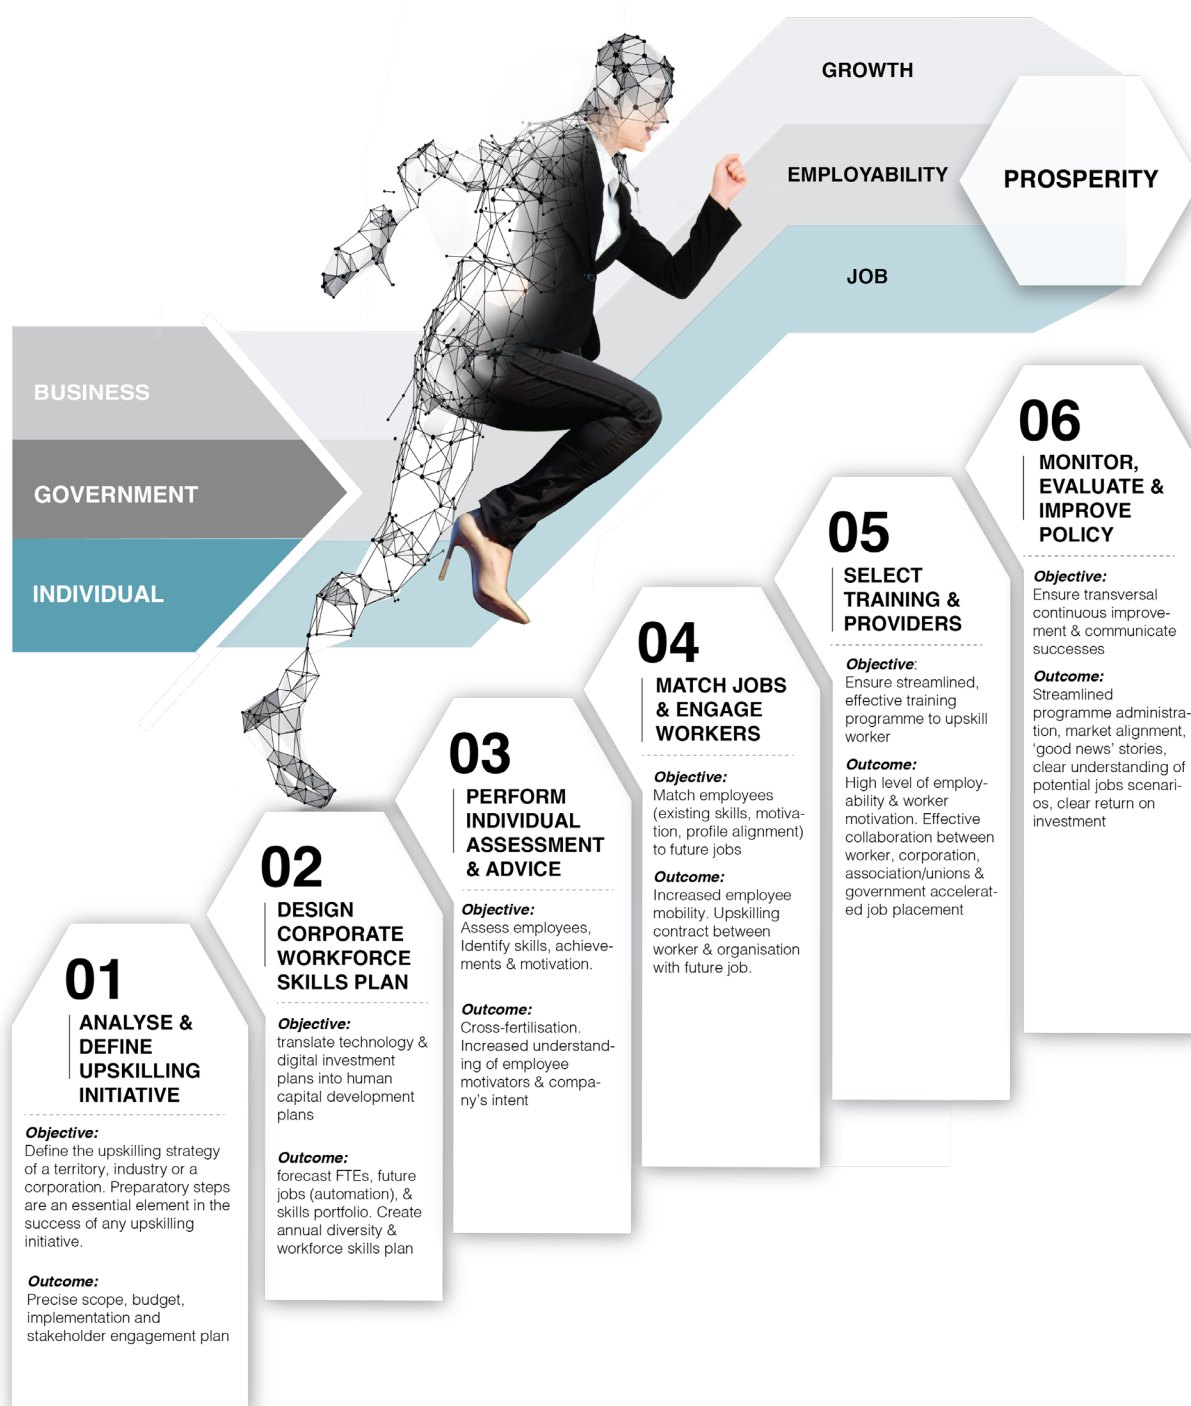 GROWTH
EMPLOYABILITY
JOB
PROSPERITY
BUSINESS
GOVERNMENT
INDIVIDUAL
01
ANALYSE &
DEFINE
UPSKILLING
INITIATIVE
Objective:
Define the upskilling strategy
of a territory, industry or a
corporation. Preparatory steps
are an essential element in the
success of any upskilling
initiative.
Outcome:
Precise scope, budget,
implementation and
stakeholder engagement plan
02
DESIGN
CORPORATE
WORKFORCE
SKILLS PLAN
Objective:
translate technology &
digital investment
plans into human
capital development
plans
Outcome:
forecast FTEs, future
jobs (automation), &
skills portfolio. Create
annual diversity &
workforce skills plan
03
PERFORM
INDIVIDUAL
ASSESSMENT
& ADVICE
Objective:
Assess employees,
Identify skills, achieve-
ments & motivation.
Outcome:
Cross-fertilisation.
Increased understand-
ing of employee
motivators & compa-
ny's intent
04
MATCH JOBS
& ENGAGE
WORKERS
Objective:
Match employees
(existing skills, motiva-
tion, profile alignment)
to future jobs
Outcome:
Increased employee
mobility. Upskilling
contract between
worker & organisation
with future job.
05
SELECT
TRAINING &
PROVIDERS
Objective:
Ensure streamlined,
effective training
programme to upskill
worker
Outcome:
High level of employ-
ability & worker
motivation. Effective
collaboration between
worker, corporation,
association/unions &
government accelerat-
ed job placement
06
MONITOR,
EVALUATE &
IMPROVE
POLICY
Objective:
Ensure transversal
continuous improve-
ment & communicate
successes
Outcome:
Streamlined
programme administra-
tion, market alignment,
'good news' stories,
clear understanding of
potential jobs scenari-
os, clear return on
investment